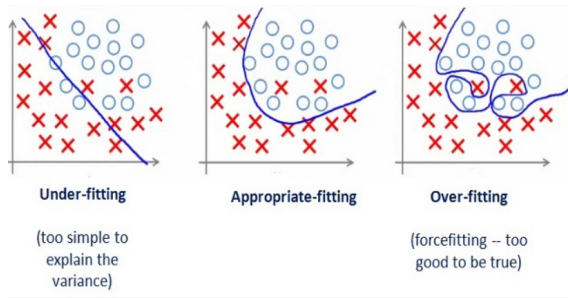 Under-fitting
Appropriate-fitting
Over-fitting
(too simple to
explain the
variance)
(forcefitting -- too
good to be true)